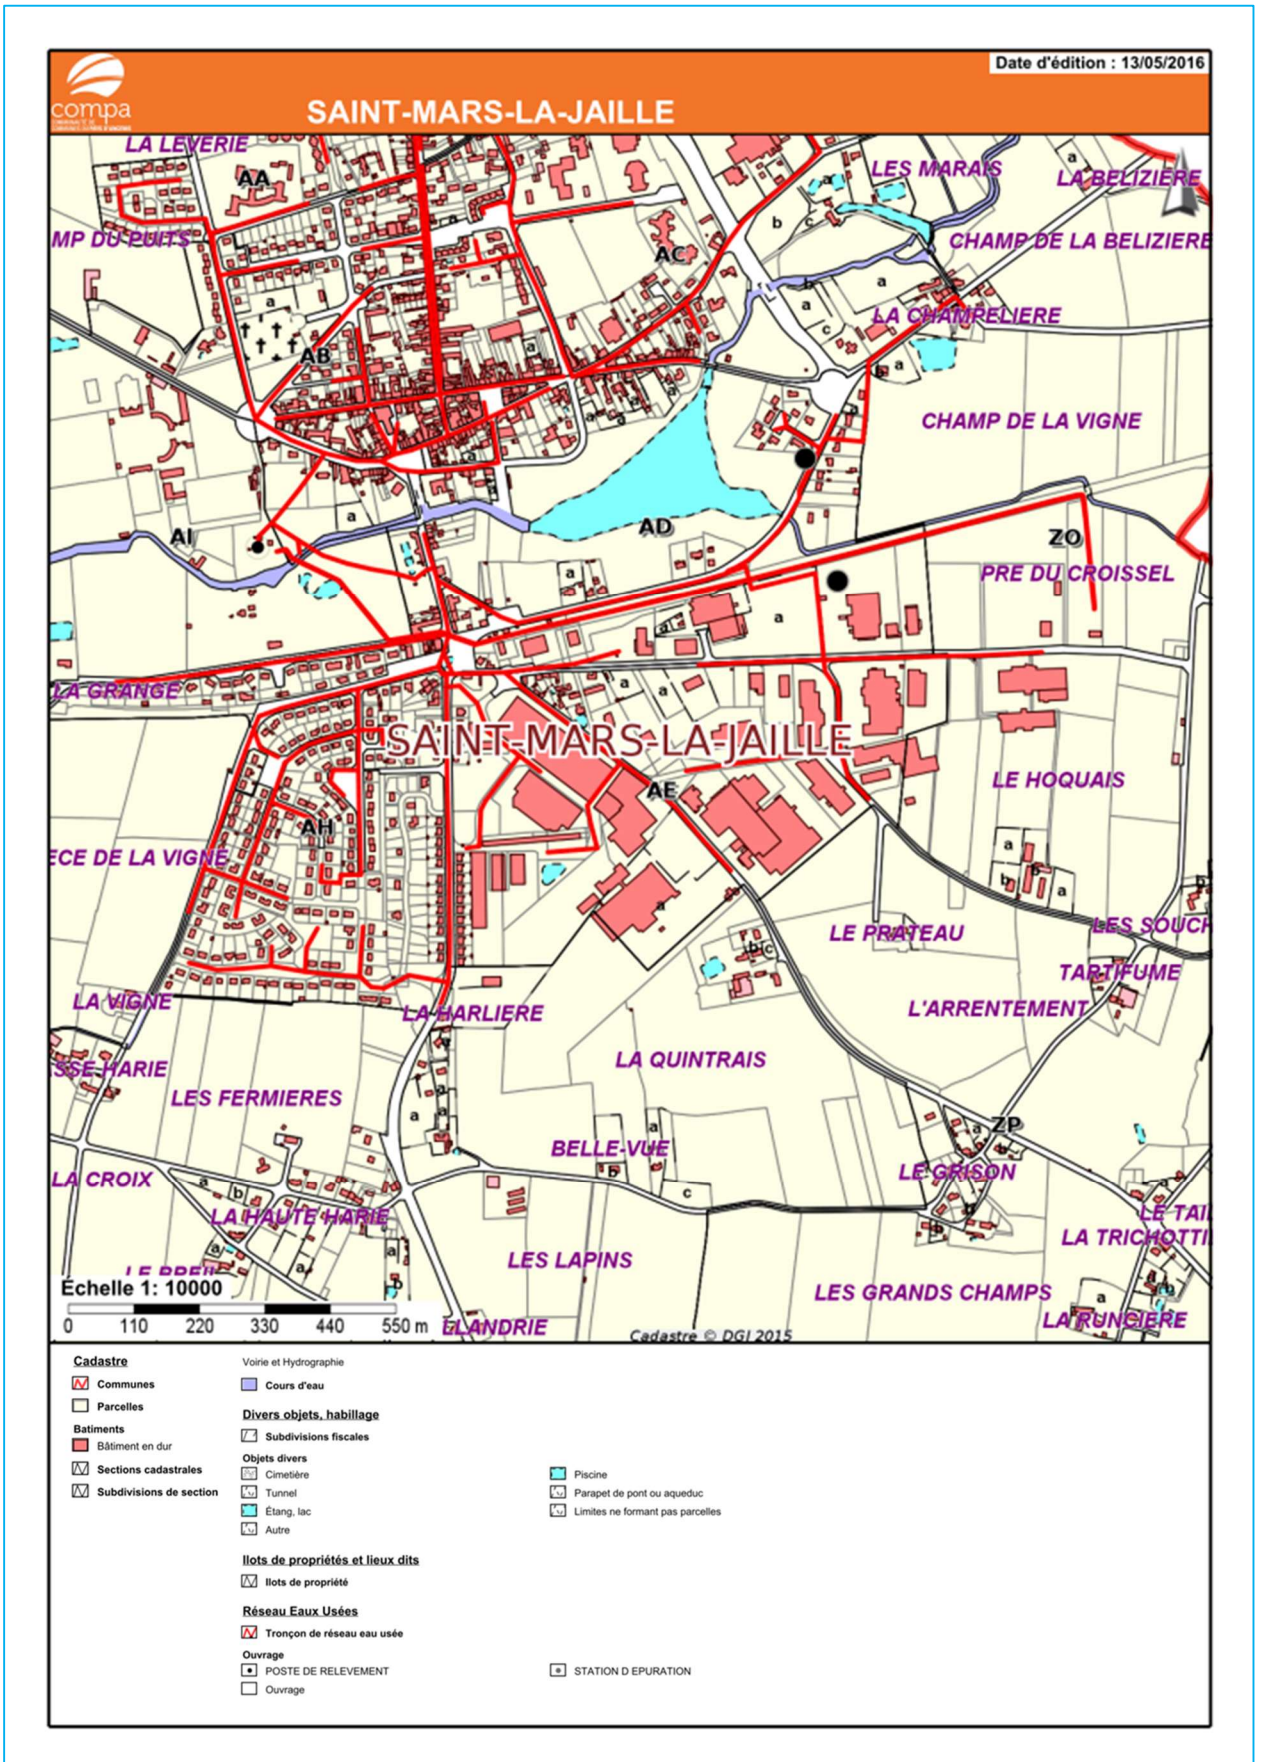 Date d'édition : 13/05/2016
compa
SAINT-MARS-LA-JAILLE
LA LEVERIE
AA
LES MARAIS
a
LA BELIZIERE
MP DU PUITS
a
b
c
AC
CHAMP DE LA BELIZIERE
a
a
a
LA CHAPELIERE
c
AB
a
b
a
CHAMP DE LA VIGNE
a
a
AI
AD
ZO
PRE DU CROISSEL
a
a
a
LA GRANGE
a
a
SAINT-MARS-LA-JAILLE
LE HOQUAIS
AE
AH
ECE DE LA VIGNE
a
b
b
a
b
a
LE PRATEAU
LES SOUCH
b
c
TARTIFUME
LA VIGNE
LA HARLIERE
L'ARRENTEMENT
LA QUINTRAIS
SSE HARIE
LES FERMIERES
a
a
a
a
a
ZP
BELLE-VUE
b
LE GRISON
LA CROIX
a
b
c
LA HAUTE HARIE
b
b
LE TAI
LA TRICHOTTI
a
a
a
LES LAPINS
LE BREIL
b
LES GRANDS CHAMPS
a
LA RUNCIERE
Echelle 1: 10000
0 110 220 330 440 550 m
ELANDRIE
Cadastre © DGI 2015
Cadastre
Communes
Parcelles
Batiments
Bâtiment en dur
Sections cadastrales
Subdivisions de section
Voirie et Hydrographie
Cours d'eau
Divers objets, habillage
Subdivisions fiscales
Objets divers
Cimetière
Tunnel
Étang, lac
Autre
Piscine
Parapet de pont ou aqueduc
Limites ne formant pas parcelles
Ilots de propriétés et lieux dits
Ilots de propriété
Réseau Eaux Usées
Tronçon de réseau eau usée
Ouvrage
POSTE DE RELEVEMENT
STATION D EPURATION
Ouvrage